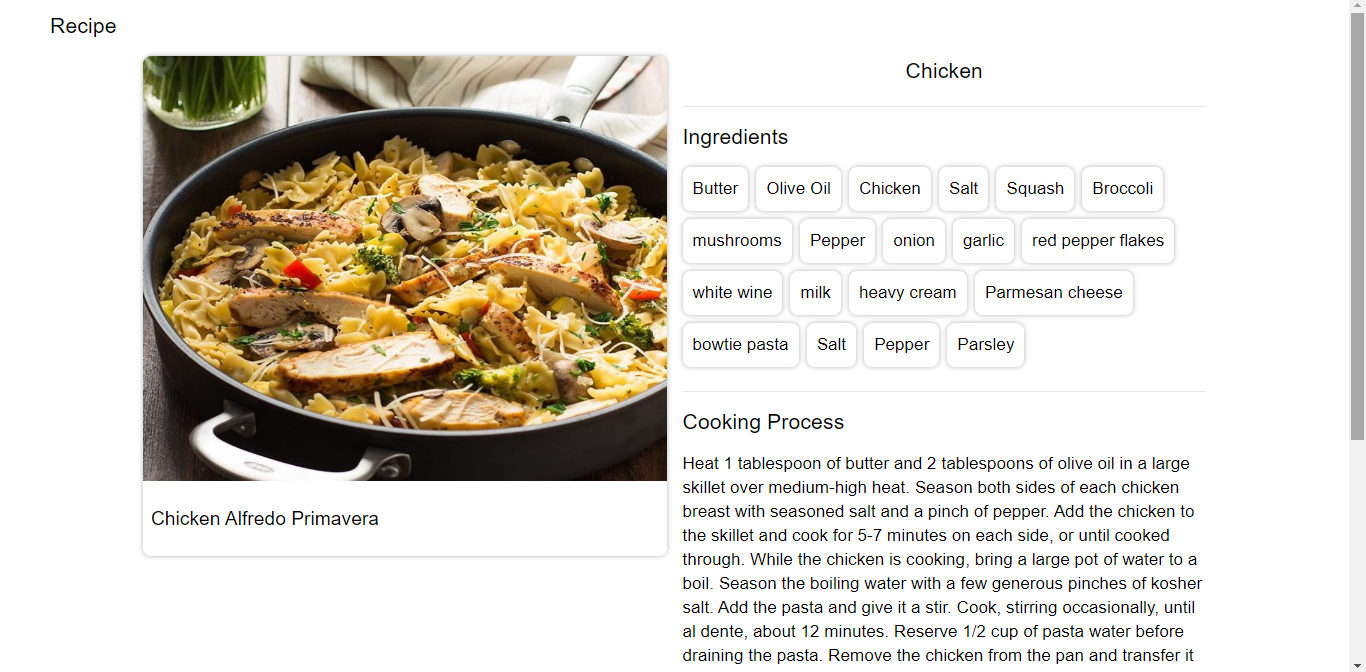 Recipe
Chicken
Ingredients
Butter Olive Oil Chicken Salt Squash Broccoli
mushrooms Pepper onion garlic red pepper flakes
white wine milk heavy cream Parmesan cheese
bowtie pasta Salt Pepper Parsley
Cooking Process
Heat 1 tablespoon of butter and 2 tablespoons of olive oil in a large
skillet over medium-high heat. Season both sides of each chicken
breast with seasoned salt and a pinch of pepper. Add the chicken to
the skillet and cook for 5-7 minutes on each side, or until cooked
through. While the chicken is cooking, bring a large pot of water to a
boil. Season the boiling water with a few generous pinches of kosher
salt. Add the pasta and give it a stir. Cook, stirring occasionally, until
al dente, about 12 minutes. Reserve 1/2 cup of pasta water before
draining the pasta. Remove the chicken from the pan and transfer it
Chicken Alfredo Primavera